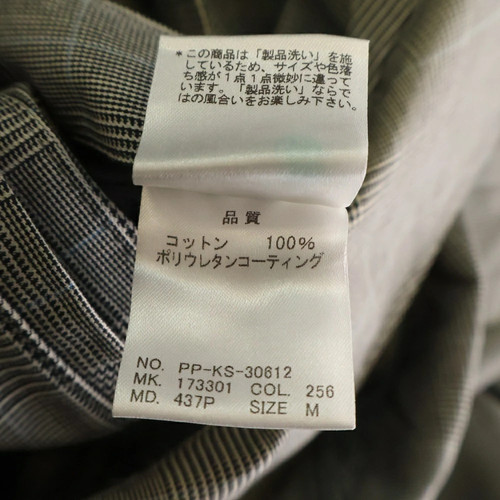 *この商品は「製品洗い」を施
しているため、サイズや色落
ち感が1点1点微妙に違って
います。「製品洗い」ならで
はの風合いをお楽しみ下さい。
品質
コットン 100%
ポリウレタンコーティング
NO. PP-KS-30612
MK. 173301 COL. 256
MD. 437P SIZE M